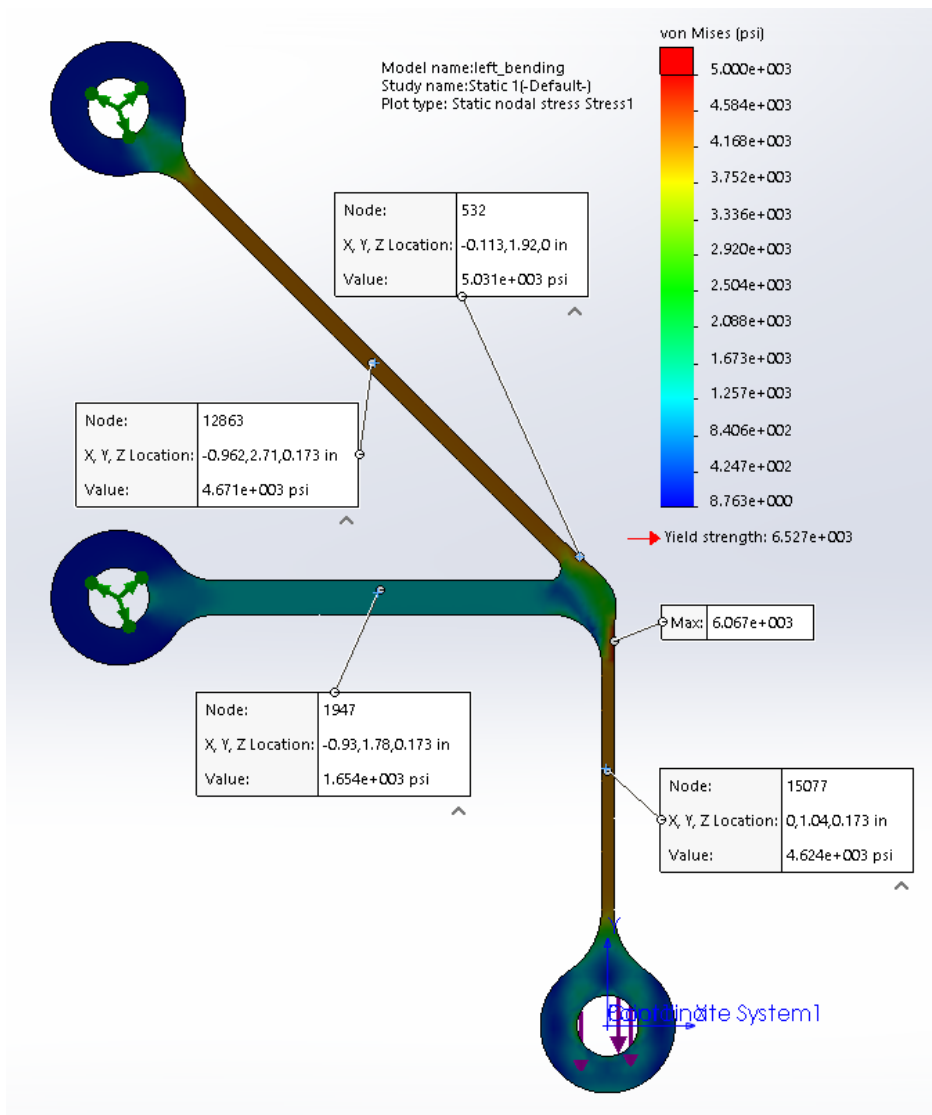 von Mises (psi)
Model name:left_bending
Study name:Static 1(-Default-)
Plot type: Static nodal stress Stress1
5.000e+003
4.584e+003
4.168e+003
3.752e+003
3.336e+003
2.920e+003
2.504e+003
2.088e+003
1.673e+003
1.257e+003
8.406e+002
4.247e+002
8.763e+000
Yield strength: 6.527e+003
Node: 532
X, Y, Z Location: -0.113,1.92,0 in
Value: 5.031e+003 psi
Node: 12863
X, Y, Z Location: -0.962,2.71,0.173 in
Value: 4.671e+003 psi
Max: 6.067e+003
Node: 1947
X, Y, Z Location: -0.93,1.78,0.173 in
Value: 1.654e+003 psi
Node: 15077
X, Y, Z Location: 0,1.04,0.173 in
Value: 4.624e+003 psi
Y
X
Coordinate System1